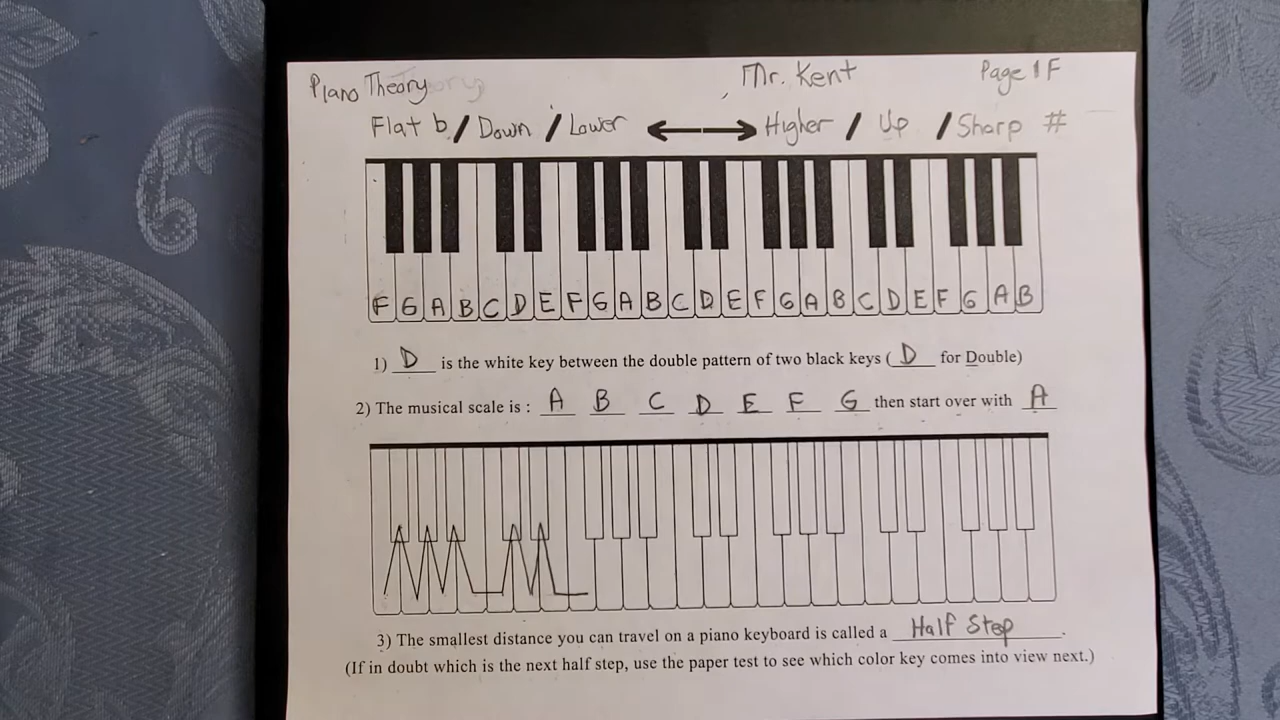 Piano Theory Mr. Kent Page 1F
Flat b / Down / Lower ⟷ Higher / Up / Sharp #
F G A B C D E F G A B C D E F G A B C D E F G A B
1) D is the white key between the double pattern of two black keys ( D for Double)
2) The musical scale is : A B C D E F G then start over with A
3) The smallest distance you can travel on a piano keyboard is called a Half Step.
(If in doubt which is the next half step, use the paper test to see which color key comes into view next.)